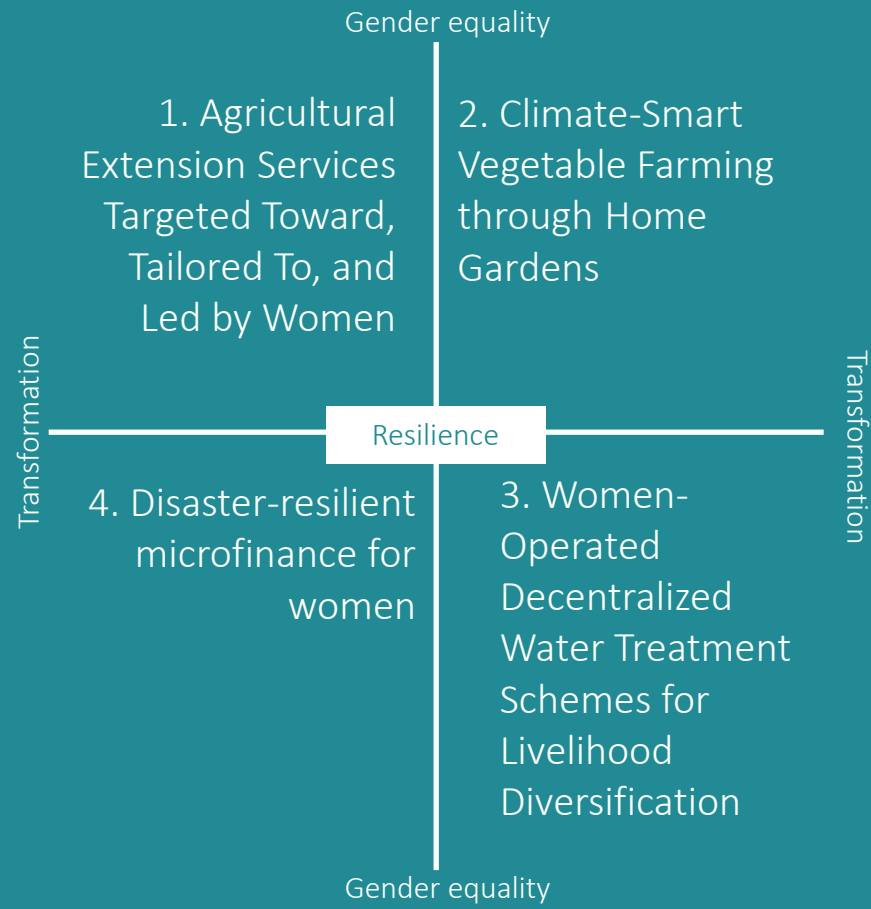 Gender equality
1. Agricultural
Extension Services
Targeted Toward,
Tailored To, and
Led by Women
2. Climate-Smart
Vegetable Farming
through Home
Gardens
Transformation
Resilience
Transformation
4. Disaster-resilient
microfinance for
women
3. Women-
Operated
Decentralized
Water Treatment
Schemes for
Livelihood
Diversification
Gender equality